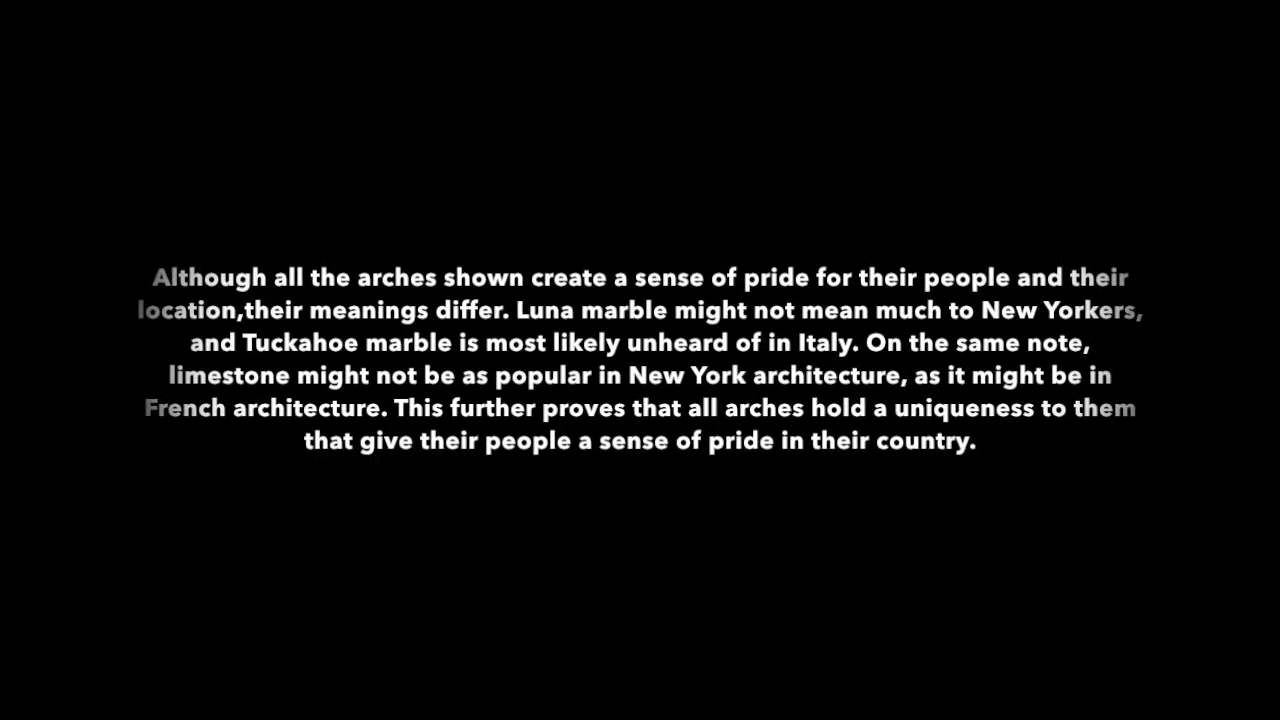 Although all the arches shown create a sense of pride for their people and their
location,their meanings differ. Luna marble might not mean much to New Yorkers,
and Tuckahoe marble is most likely unheard of in Italy. On the same note,
limestone might not be as popular in New York architecture, as it might be in
French architecture. This further proves that all arches hold a uniqueness to them
that give their people a sense of pride in their country.